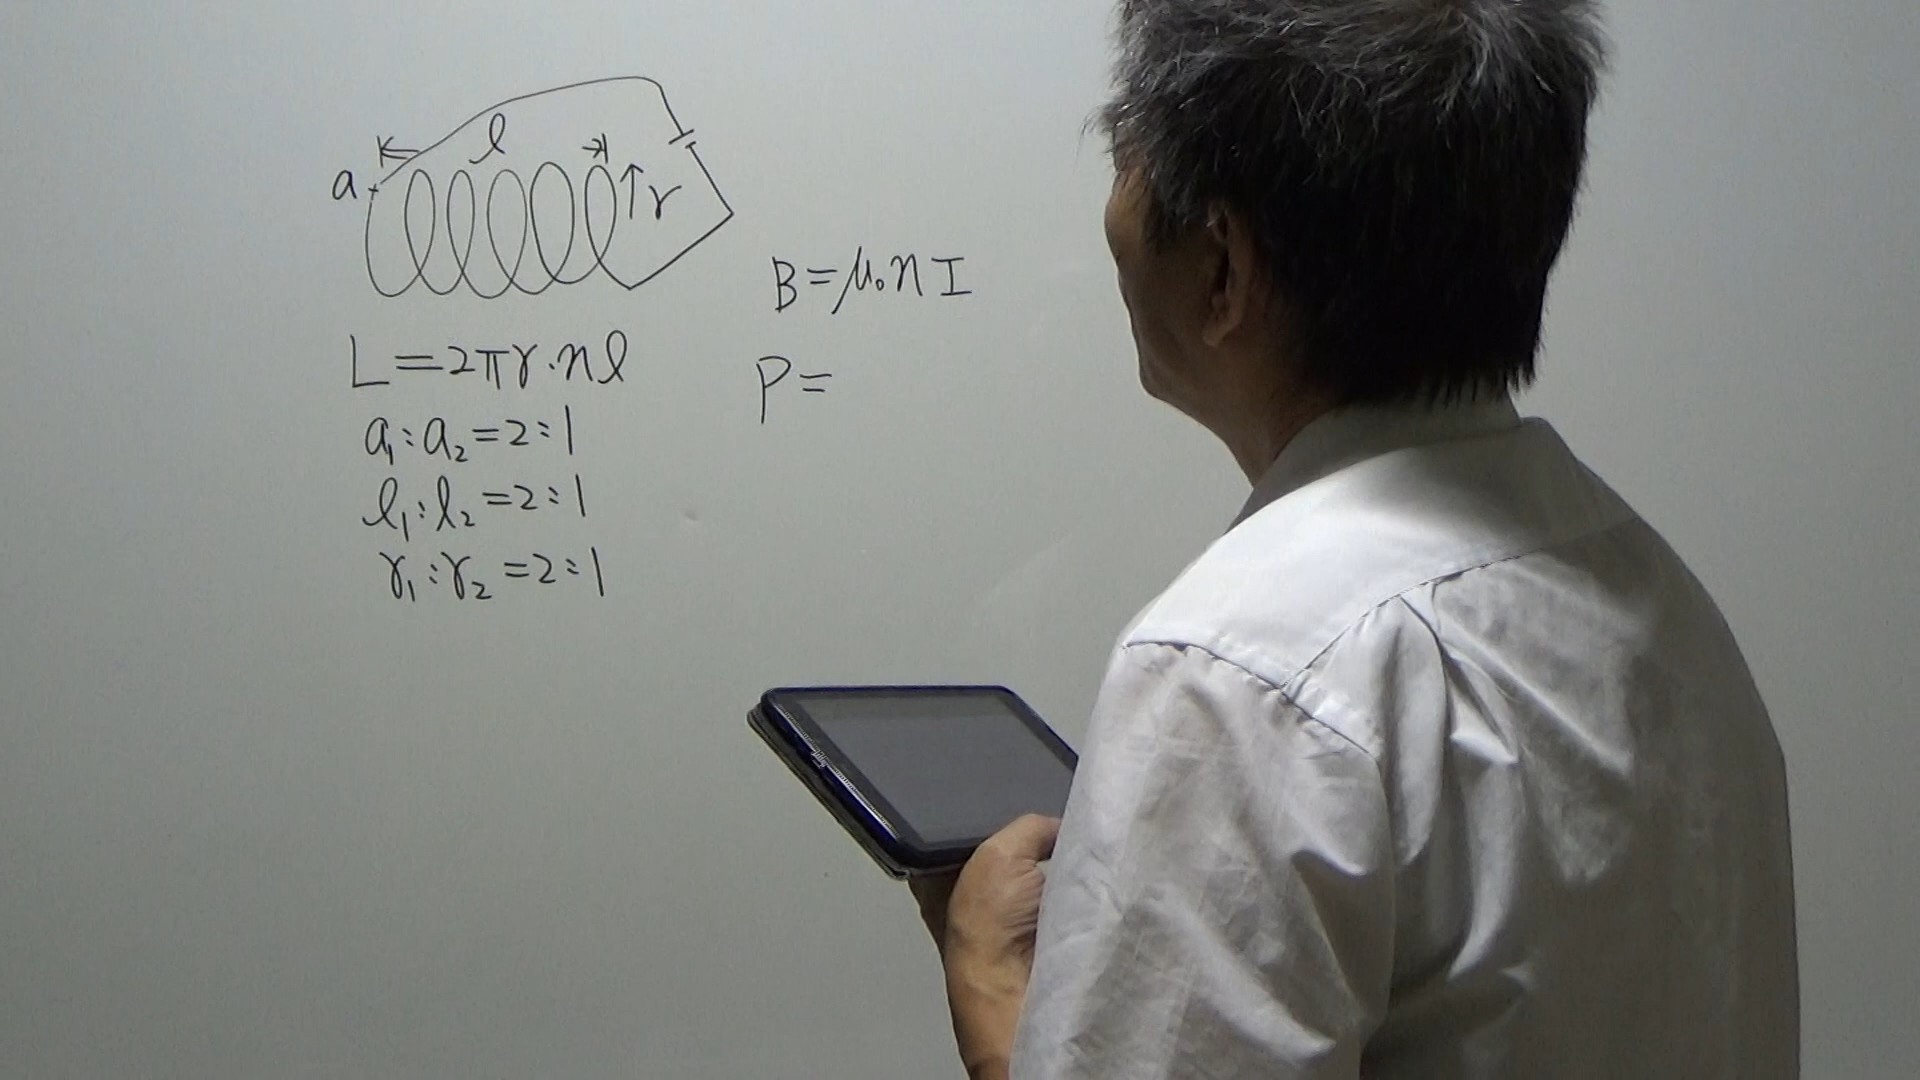 l
a
r
B=μ₀nI
L=2πr·nl
P=
a₁:a₂=2:1
l₁:l₂=2:1
r₁:r₂=2:1